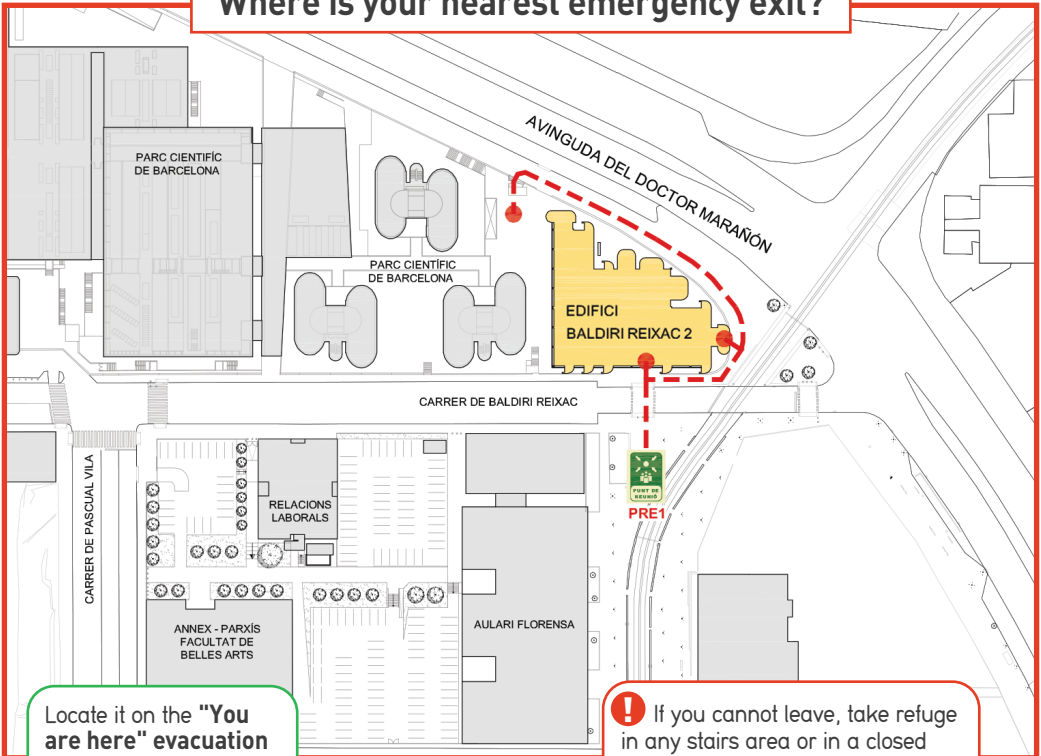 Where is your nearest emergency exit?
AVINGUDA DEL DOCTOR MARAÑÓN
PARC CIENTIFÍC
DE BARCELONA
PARC CIENTÍFIC
DE BARCELONA
EDIFICI
BALDIRI REIXAC 2
CARRER DE BALDIRI REIXAC
CARRER DE PASCUAL VILA
RELACIONS
LABORALS
PUNT DE
REUNIÓ
PRE1
ANNEX - PARXÍS
FACULTAT DE
BELLES ARTS
AULARI FLORENSA
Locate it on the "You
are here" evacuation
! If you cannot leave, take refuge
in any stairs area or in a closed